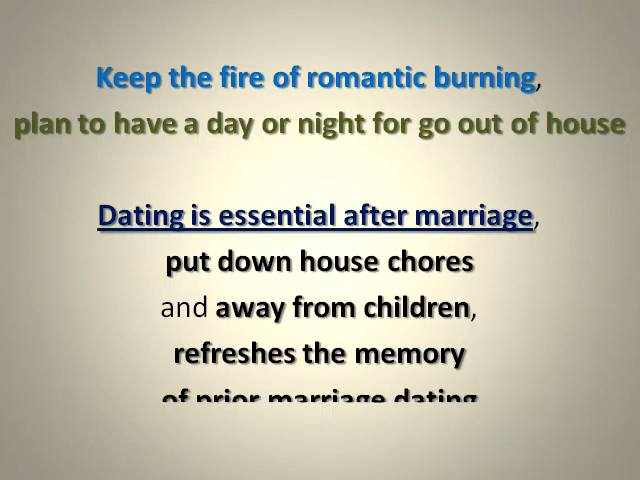 Keep the fire of romantic burning,
plan to have a day or night for go out of house
Dating is essential after marriage,
put down house chores
and away from children,
refreshes the memory
of prior marriage dating